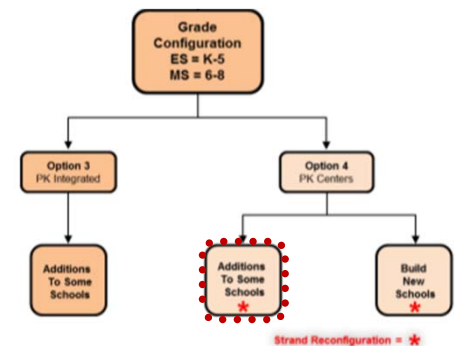 Grade
Configuration
ES = K-5
MS = 6-8
Option 3
PK Integrated
Option 4
PK Centers
Additions
To Some
Schools
Additions
To Some
Schools
*
Build
New
Schools
*
Strand Reconfiguration = *